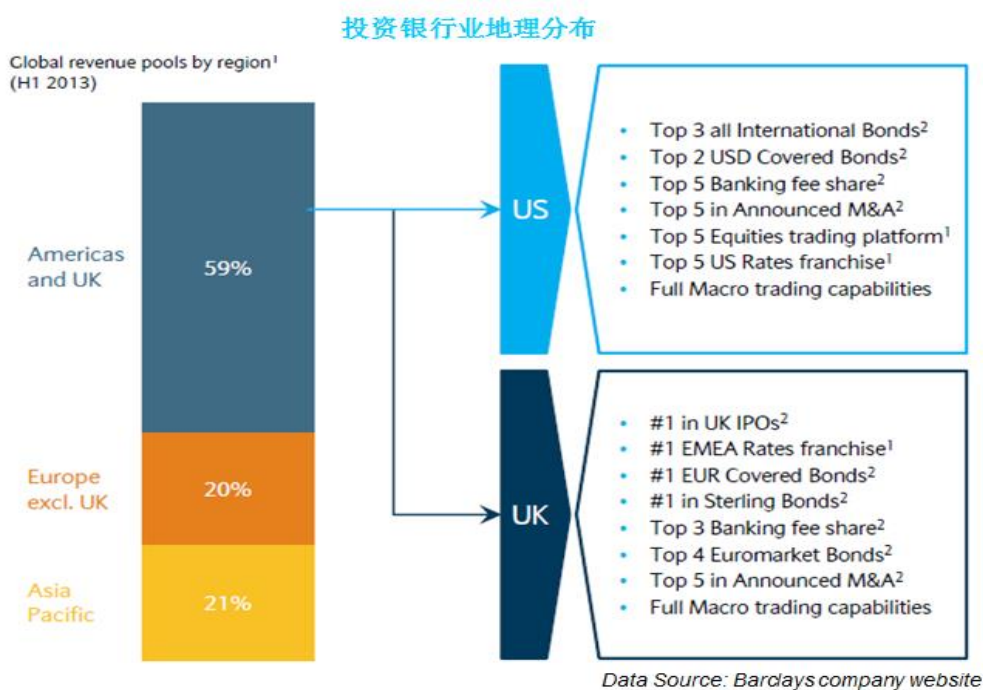 投资银行业地理分布
Global revenue pools by region¹
(H1 2013)
Americas
and UK
59%
Europe
excl. UK
20%
Asia
Pacific
21%
US
• Top 3 all International Bonds²
• Top 2 USD Covered Bonds²
• Top 5 Banking fee share²
• Top 5 in Announced M&A²
• Top 5 Equities trading platform¹
• Top 5 US Rates franchise¹
• Full Macro trading capabilities
UK
• #1 in UK IPOs²
• #1 EMEA Rates franchise¹
• #1 EUR Covered Bonds²
• #1 in Sterling Bonds²
• Top 3 Banking fee share²
• Top 4 Euromarket Bonds²
• Top 5 in Announced M&A²
• Full Macro trading capabilities
Data Source: Barclays company website